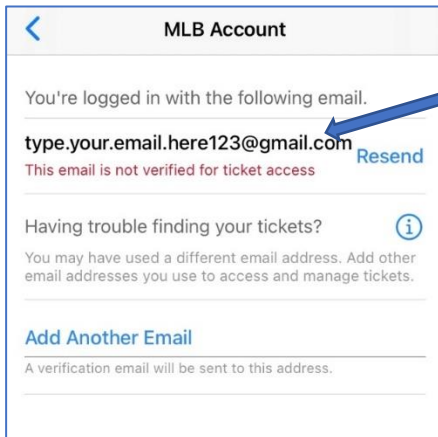 MLB Account
You're logged in with the following email.
type.your.email.here123@gmail.com
Resend
This email is not verified for ticket access
Having trouble finding your tickets?
You may have used a different email address. Add other
email addresses you use to access and manage tickets.
Add Another Email
A verification email will be sent to this address.